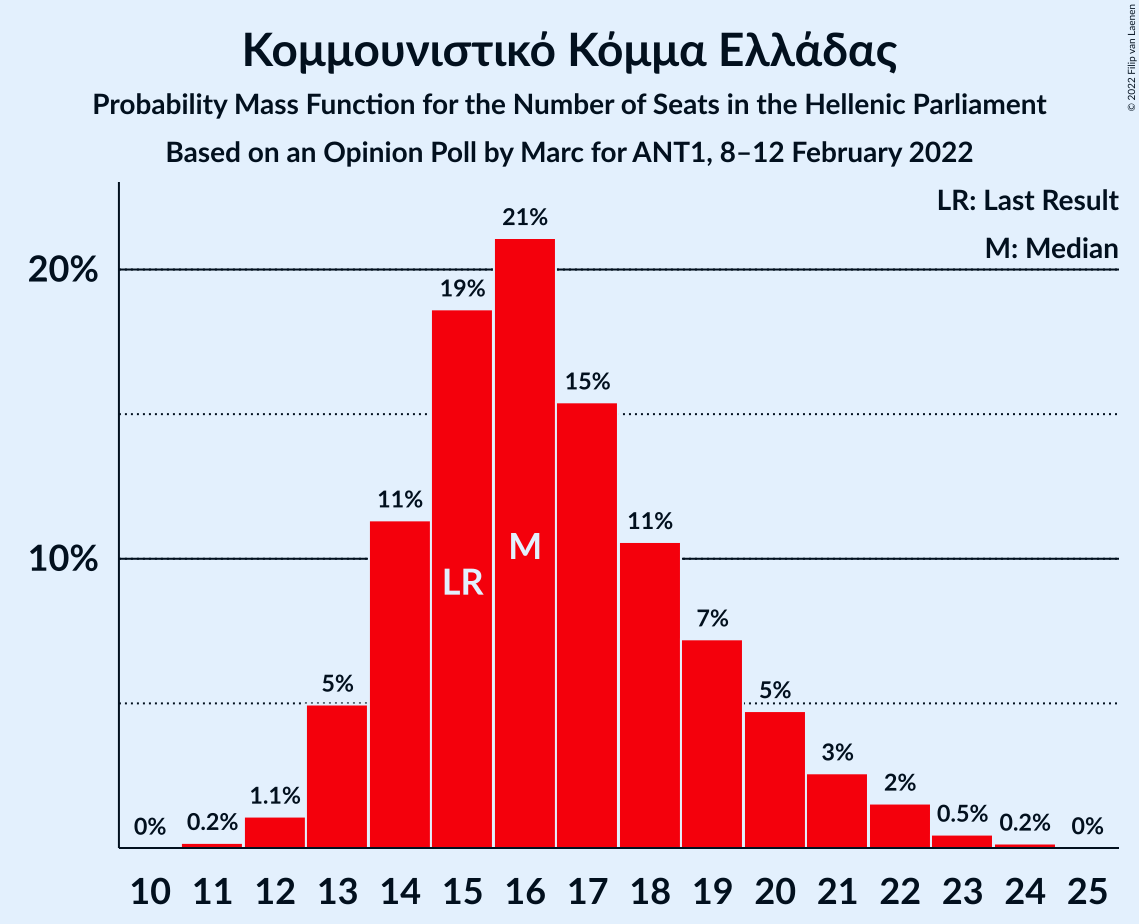 Κομμουνιστικό Κόμμα Ελλάδας
Probability Mass Function for the Number of Seats in the Hellenic Parliament
Based on an Opinion Poll by Marc for ANT1, 8–12 February 2022
© 2022 Filip van Laenen
LR: Last Result
M: Median
20%
10%
0%
0.2%
1.1%
5%
11%
19%
21%
15%
11%
7%
5%
3%
2%
0.5%
0.2%
0%
LR
M
10 11 12 13 14 15 16 17 18 19 20 21 22 23 24 25